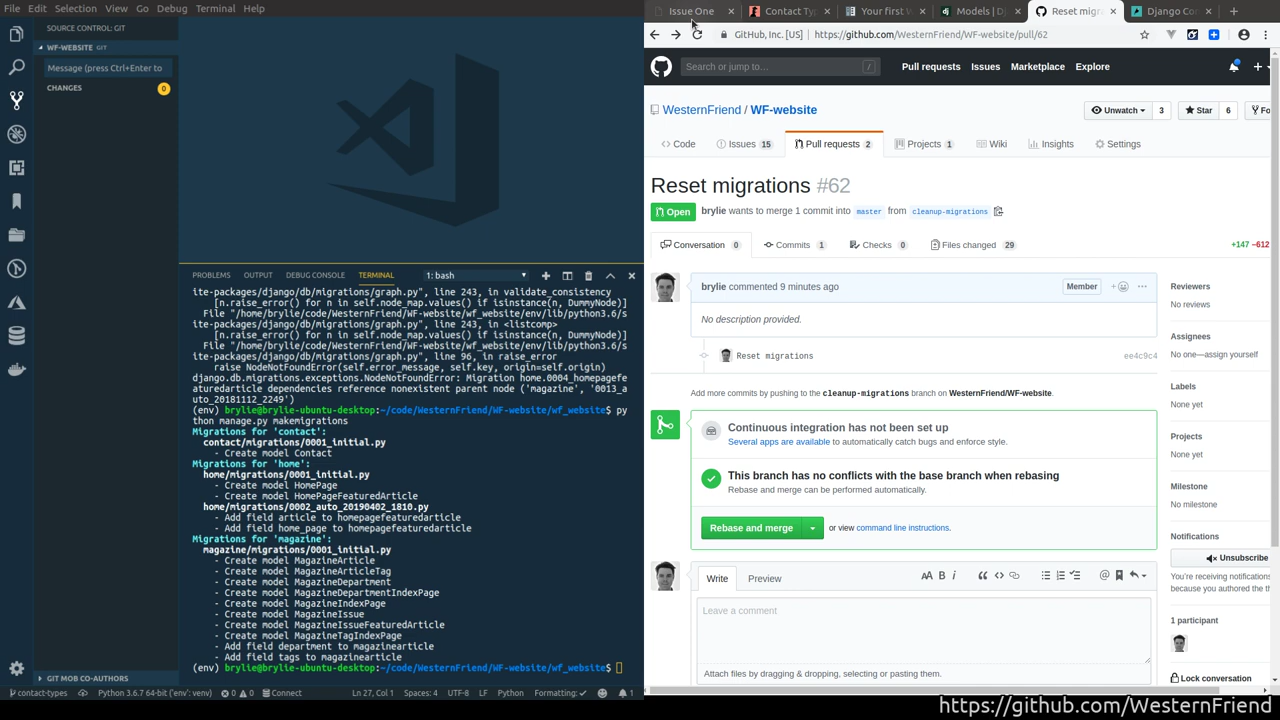 File Edit Selection View Go Debug Terminal Help
SOURCE CONTROL: GIT
WF-WEBSITE GIT
Message (press Ctrl+Enter to
CHANGES 0
GIT MOB CO-AUTHORS
PROBLEMS OUTPUT DEBUG CONSOLE TERMINAL 1: bash
ite-packages/django/db/migrations/graph.py", line 243, in validate_consistency
[n.raise_error() for n in self.node_map.values() if isinstance(n, DummyNode)]
File "/home/brylie/code/WesternFriend/WF-website/wf_website/env/lib/python3.6/s
ite-packages/django/db/migrations/graph.py", line 243, in <listcomp>
[n.raise_error() for n in self.node_map.values() if isinstance(n, DummyNode)]
File "/home/brylie/code/WesternFriend/WF-website/wf_website/env/lib/python3.6/s
ite-packages/django/db/migrations/graph.py", line 96, in raise_error
raise NodeNotFoundError(self.error_message, self.key, origin=self.origin)
django.db.migrations.exceptions.NodeNotFoundError: Migration home.0004_homepagefe
aturedarticle dependencies reference nonexistent parent node ('magazine', '0013_a
uto_20181112_2249')
(env) brylie@brylie-ubuntu-desktop:~/code/WesternFriend/WF-website/wf_website$ py
thon manage.py makemigrations
Migrations for 'contact':
contact/migrations/0001_initial.py
- Create model Contact
Migrations for 'home':
home/migrations/0001_initial.py
- Create model HomePage
- Create model HomePageFeaturedArticle
home/migrations/0002_auto_20190402_1810.py
- Add field article to homepagefeaturedarticle
- Add field home_page to homepagefeaturedarticle
Migrations for 'magazine':
magazine/migrations/0001_initial.py
- Create model MagazineArticle
- Create model MagazineArticleTag
- Create model MagazineDepartment
- Create model MagazineDepartmentIndexPage
- Create model MagazineIndexPage
- Create model MagazineIssue
- Create model MagazineIssueFeaturedArticle
- Create model MagazineTagIndexPage
- Add field department to magazinearticle
- Add field tags to magazinearticle
(env) brylie@brylie-ubuntu-desktop:~/code/WesternFriend/WF-website/wf_website$
contact-types Python 3.6.7 64-bit ('env': venv) 0 0 Connect Ln 27, Col 1 Spaces: 4 UTF-8 LF Python Formatting: 1
Issue One Contact Ty Your first Models | D Reset migr Django Co
GitHub, Inc. [US] https://github.com/WesternFriend/WF-website/pull/62
Search or jump to… / Pull requests Issues Marketplace Explore
WesternFriend / WF-website Unwatch 3 Star 6 Fo
Code Issues 15 Pull requests 2 Projects 1 Wiki Insights Settings
Reset migrations #62
Open brylie wants to merge 1 commit into master from cleanup-migrations
Conversation 0 Commits 1 Checks 0 Files changed 29 +147 −612
brylie commented 9 minutes ago Member
No description provided.
Reset migrations ee4c9c4
Add more commits by pushing to the cleanup-migrations branch on WesternFriend/WF-website.
Continuous integration has not been set up
Several apps are available to automatically catch bugs and enforce style.
This branch has no conflicts with the base branch when rebasing
Rebase and merge can be performed automatically.
Rebase and merge or view command line instructions.
Write Preview AA B i
Leave a comment
Attach files by dragging & dropping, selecting or pasting them.
Reviewers
No reviews
Assignees
No one—assign yourself
Labels
None yet
Projects
None yet
Milestone
No milestone
Notifications
Unsubscribe
You're receiving notifications
because you authored the th
1 participant
Lock conversation
https://github.com/WesternFriend